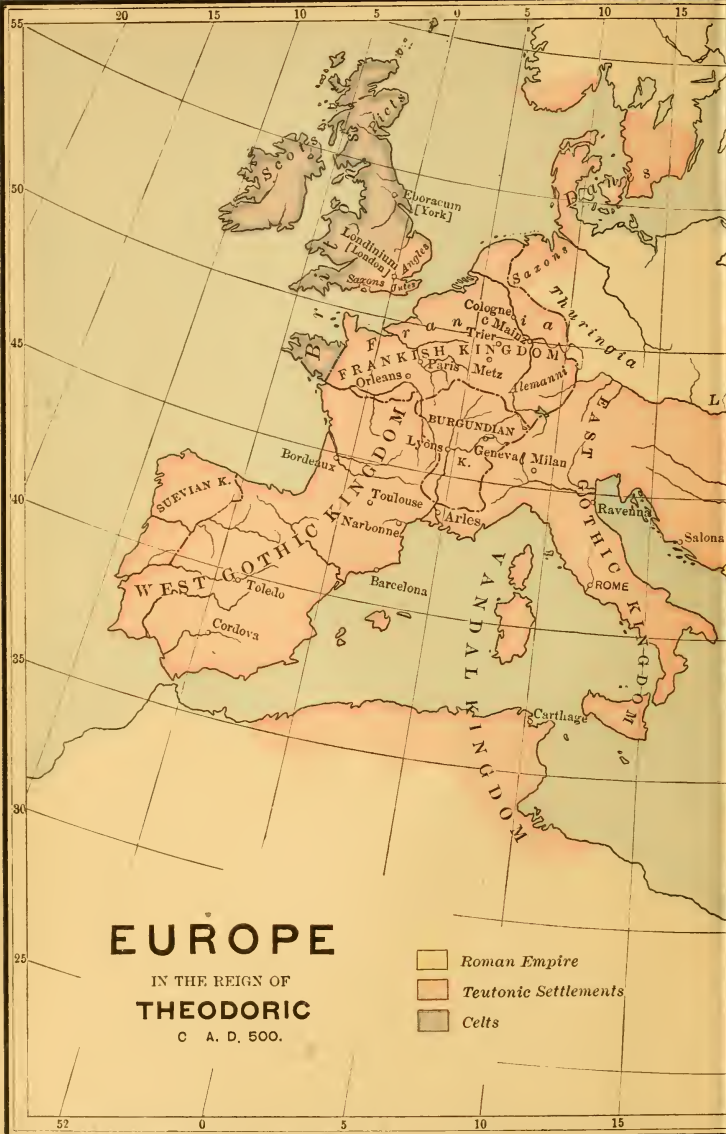 20 15 10 5 0 5 10 15
55
50
45
40
35
30
25
Scots
Picts
Eboracum
[York]
Londinium
[London]
Angles
Saxons
Jutes
Brit
Br
Danes
Saxons
Thuringia
Francia
Cologne
Mainz
Trier
FRANKISH KINGDOM
Paris
Metz
Orleans
Alemanni
BURGUNDIAN
K.
Lyons
Geneva
Milan
Bordeaux
Toulouse
Narbonne
Arles
SUEVIAN K.
WEST GOTHIC KINGDOM
Toledo
Cordova
Barcelona
EAST GOTHIC KINGDOM
Ravenna
Salona
ROME
VANDAL KINGDOM
Carthage
L
EUROPE
IN THE REIGN OF
THEODORIC
C A. D. 500.
Roman Empire
Teutonic Settlements
Celts
52 0 5 10 15